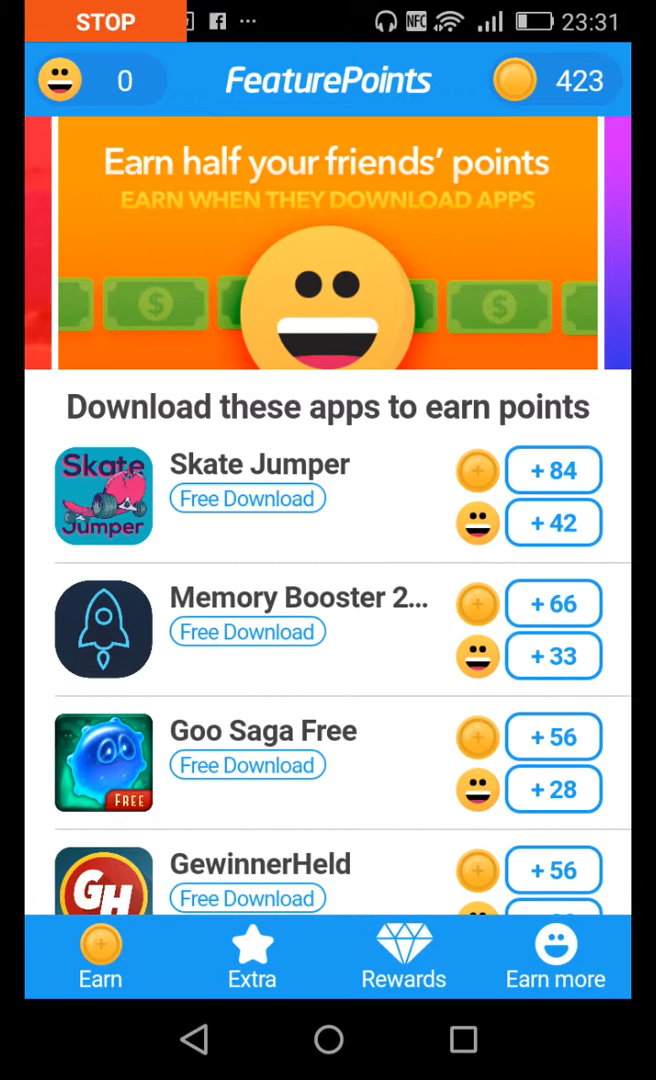 STOP
NFC
23:31
0
FeaturePoints
423
Earn half your friends' points
EARN WHEN THEY DOWNLOAD APPS
Download these apps to earn points
Skate Jumper
Skate Jumper
Free Download
+ 84
+ 42
Memory Booster 2...
Free Download
+ 66
+ 33
FREE
Goo Saga Free
Free Download
+ 56
+ 28
GH
GewinnerHeld
Free Download
+ 56
Earn
Extra
Rewards
Earn more